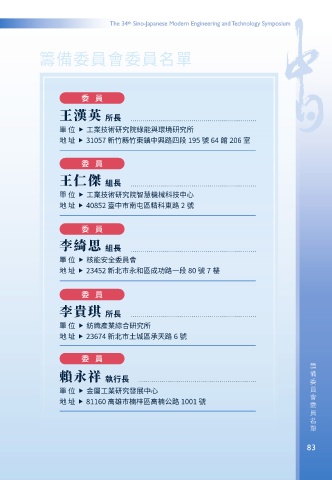 The 34th Sino-Japanese Modern Engineering and Technology Symposium
籌備委員會委員名單
委 員
王漢英 所長
單 位 ▶ 工業技術研究院綠能與環境研究所
地 址 ▶ 31057 新竹縣竹東鎮中興路四段 195 號 64 館 206 室
委 員
王仁傑 組長
單 位 ▶ 工業技術研究院智慧機械科技中心
地 址 ▶ 40852 臺中市南屯區精科東路 2 號
委 員
李綺思 組長
單 位 ▶ 核能安全委員會
地 址 ▶ 23452 新北市永和區成功路一段 80 號 7 樓
委 員
李貴琪 所長
單 位 ▶ 紡織產業綜合研究所
地 址 ▶ 23674 新北市土城區承天路 6 號
委 員
賴永祥 執行長
單 位 ▶ 金屬工業研究發展中心
地 址 ▶ 81160 高雄市楠梓區高楠公路 1001 號
中日
籌備委員會委員名單
83